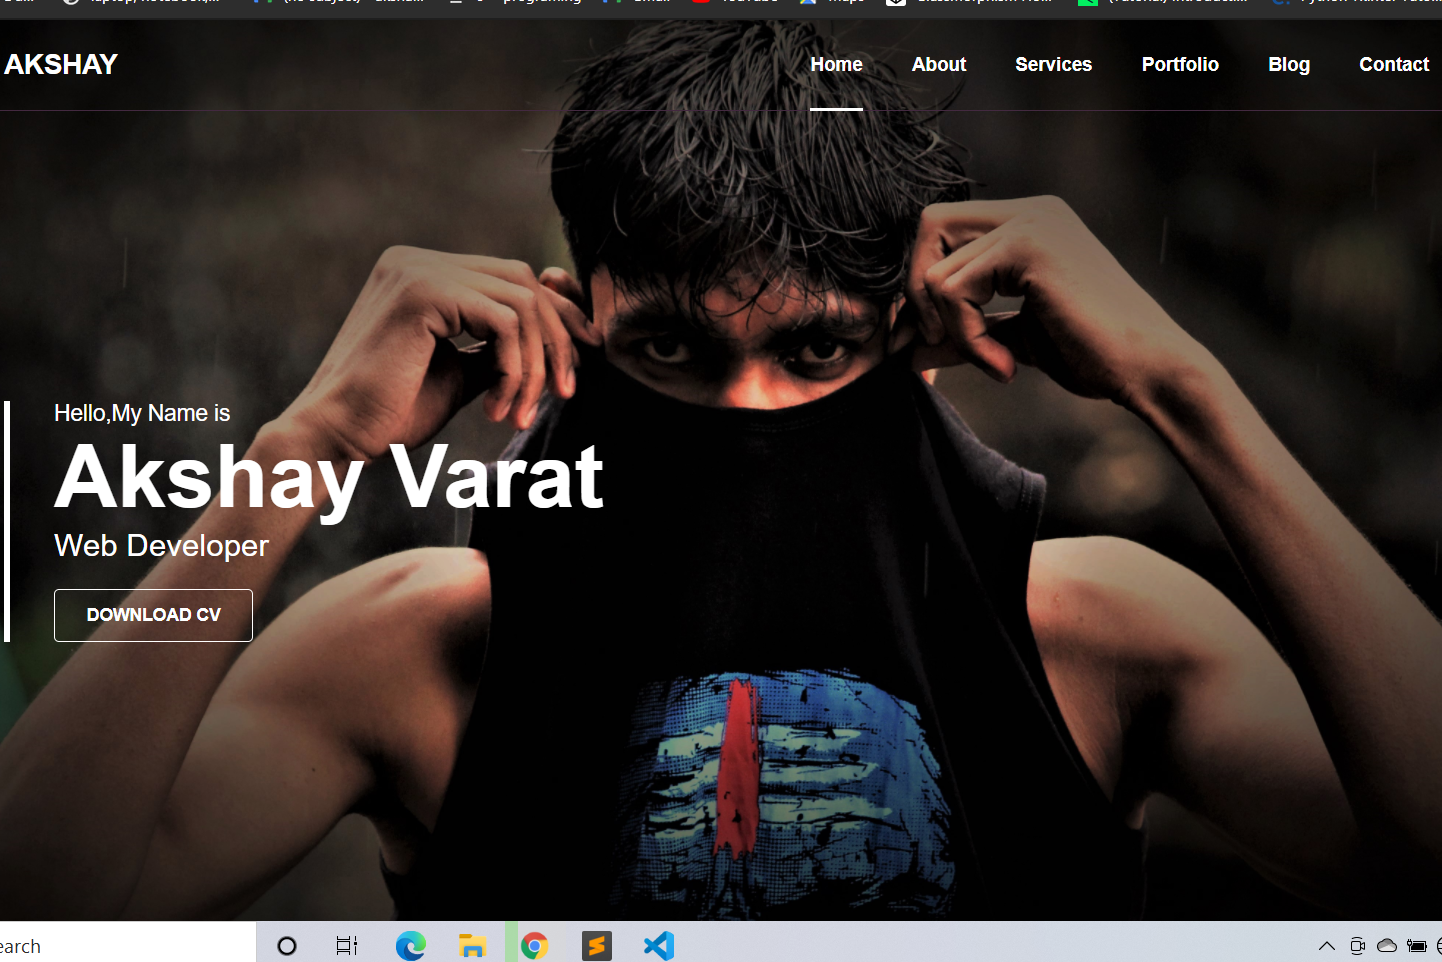 AKSHAY
Home About Services Portfolio Blog Contact
Hello,My Name is
Akshay Varat
Web Developer
DOWNLOAD CV
earch